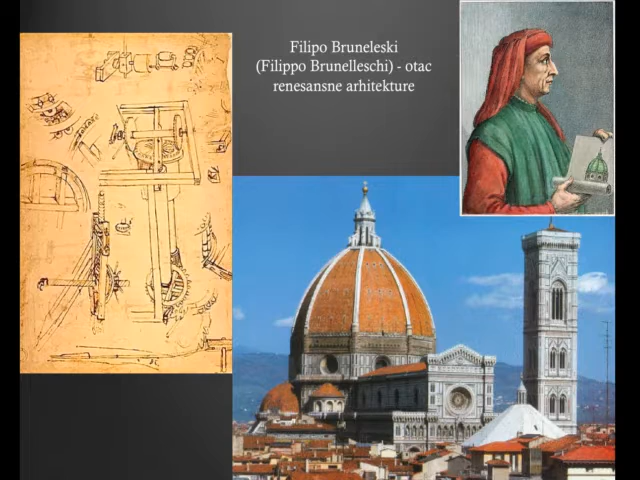 Filipo Bruneleski
(Filippo Brunelleschi) - otac
renesansne arhitekture